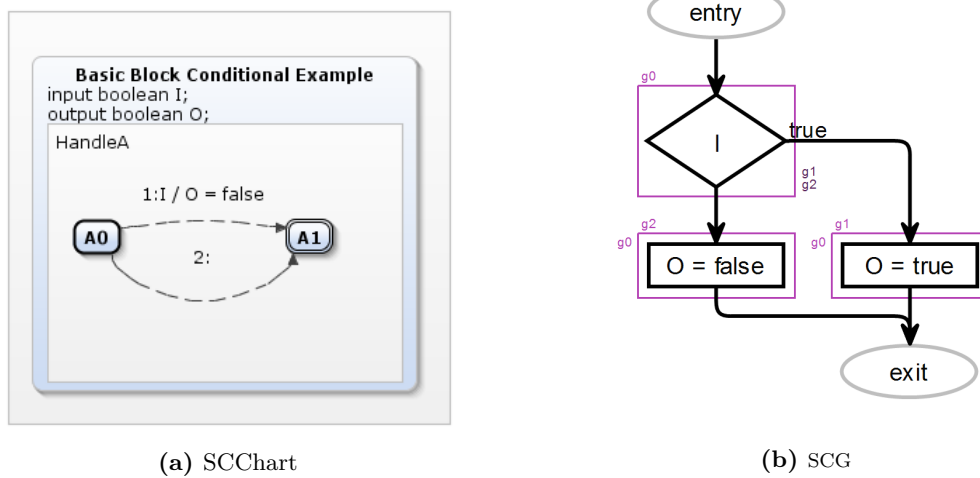 Basic Block Conditional Example
input boolean I;
output boolean O;
HandleA
1:I / O = false
A0
A1
2:
(a) SCChart
entry
g0
I
true
g1
g2
g2
g0
O = false
g1
g0
O = true
exit
(b) SCG